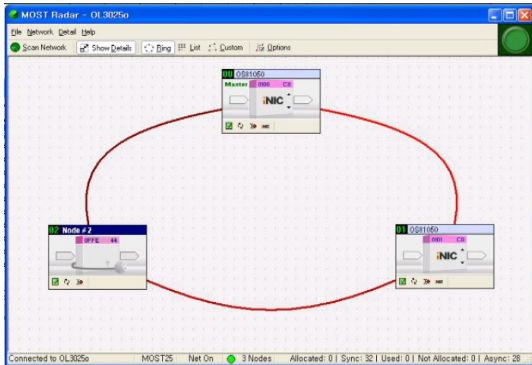 MOST Radar - OL3025o
File Network Detail Help
Scan Network Show Details Ring List Custom Options
00 OS81050
Master 0100 C8
iNIC
02 Node #2
0FFE 44
01 OS81050
0101 C8
iNIC
Connected to OL3025o MOST25 Net On 3 Nodes Allocated: 0 | Sync: 32 | Used: 0 | Not Allocated: 0 | Async: 28